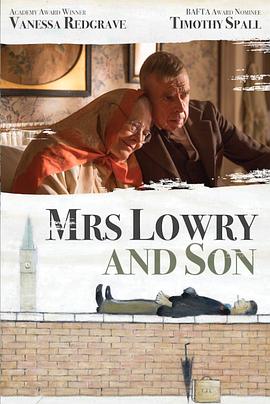 ACADEMY AWARD WINNER
VANESSA REDGRAVE
BAFTA AWARD NOMINEE
TIMOTHY SPALL
MRS LOWRY
AND SON